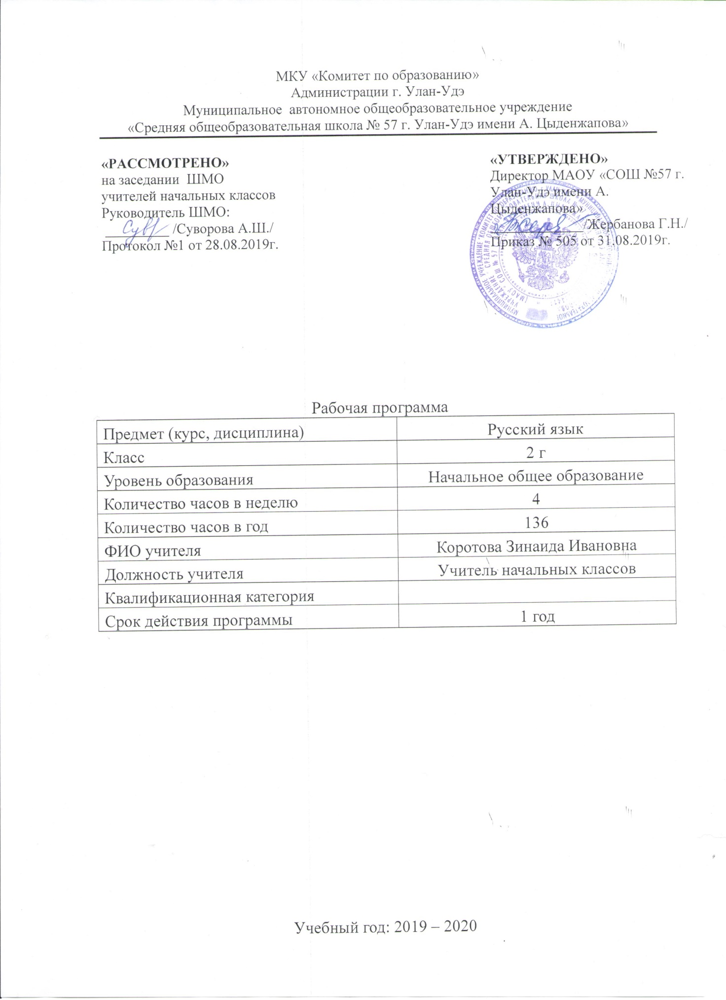 МКУ «Комитет по образованию»
Администрации г. Улан-Удэ
Муниципальное автономное общеобразовательное учреждение
«Средняя общеобразовательная школа № 57 г. Улан-Удэ имени А. Цыденжапова»
«РАССМОТРЕНО»
на заседании ШМО
учителей начальных классов
Руководитель ШМО:
/Суворова А.Ш./
Протокол №1 от 28.08.2019г.
«УТВЕРЖДЕНО»
Директор МАОУ «СОШ №57 г.
Улан-Удэ имени А.
Цыденжапова»
/Жербанова Г.Н./
Приказ № 505 от 31.08.2019г.
Рабочая программа
Предмет (курс, дисциплина) Русский язык
Класс 2 г
Уровень образования Начальное общее образование
Количество часов в неделю 4
Количество часов в год 136
ФИО учителя Коротова Зинаида Ивановна
Должность учителя Учитель начальных классов
Квалификационная категория
Срок действия программы 1 год
Учебный год: 2019 – 2020